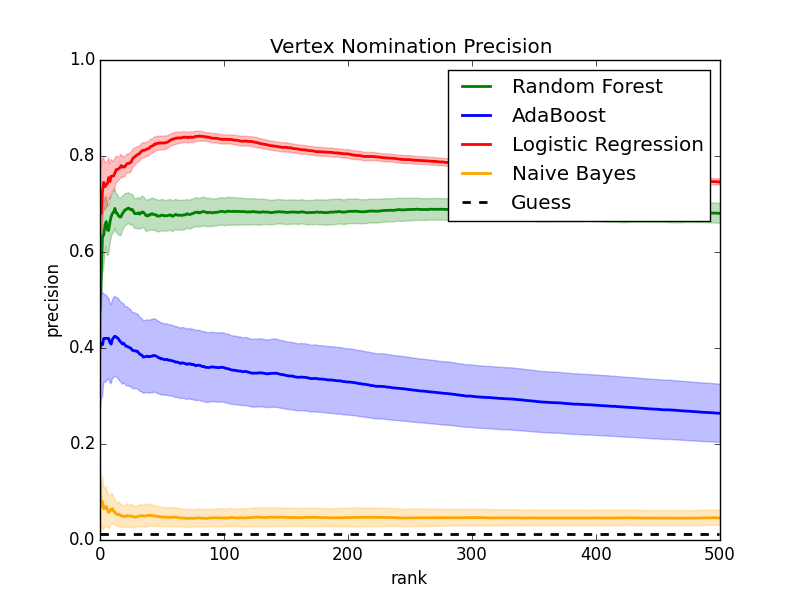 Vertex Nomination Precision
1.0
0.8
0.6
0.4
0.2
0.0
precision
Random Forest
AdaBoost
Logistic Regression
Naive Bayes
Guess
0 100 200 300 400 500
rank